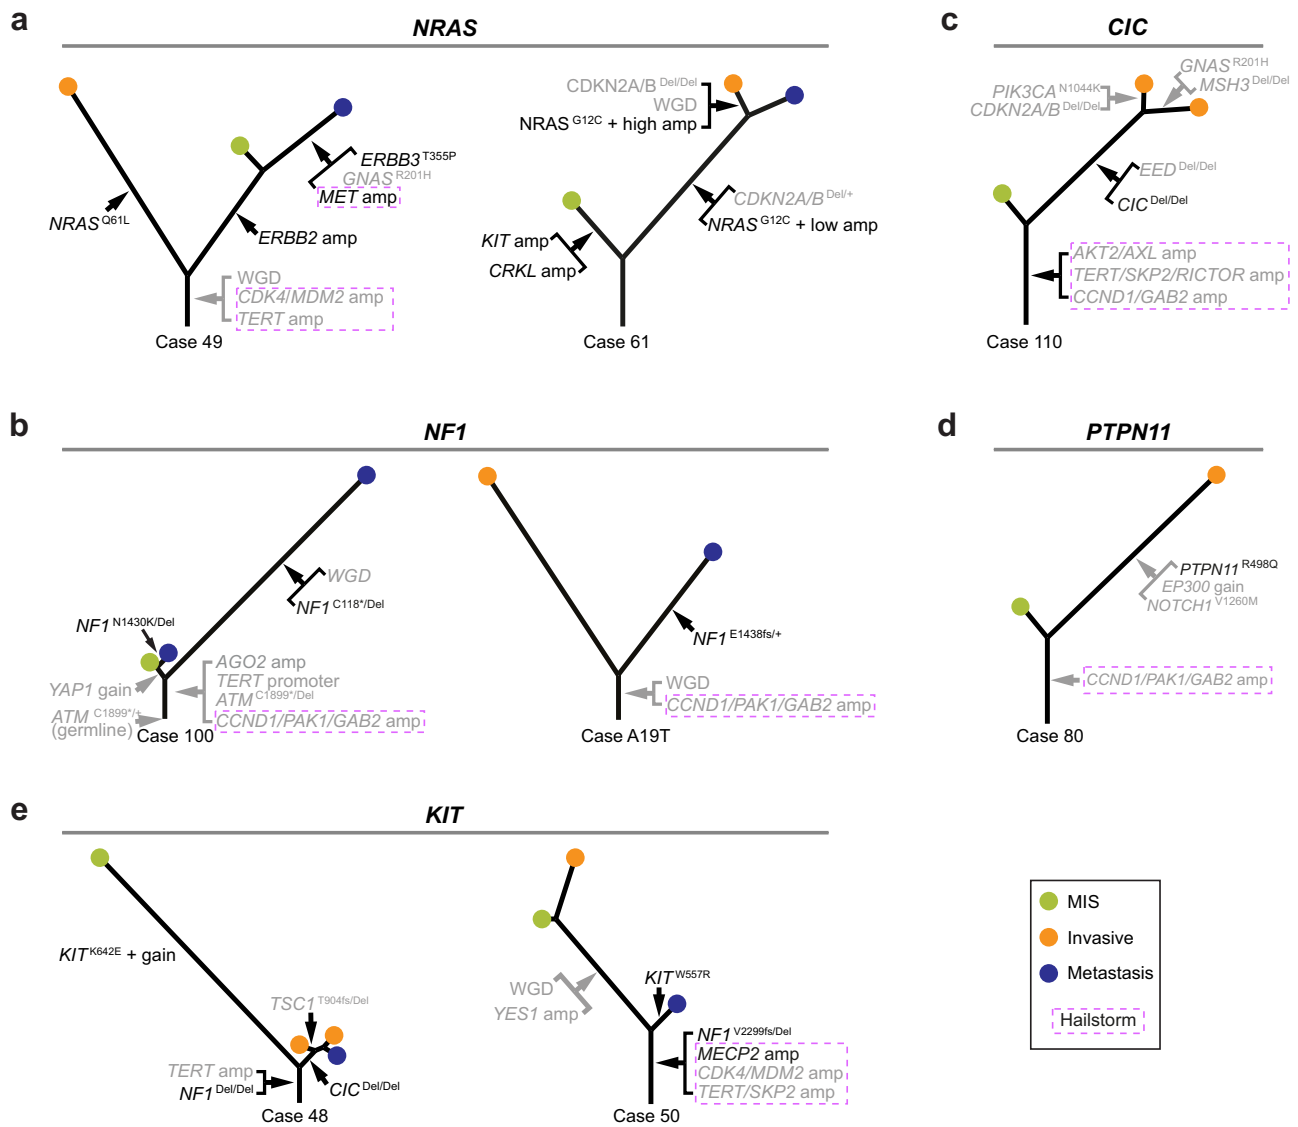 a
NRAS
NRAS Q61L
ERBB2 amp
ERBB3 T355P
GNAS R201H
MET amp
WGD
CDK4/MDM2 amp
TERT amp
Case 49
CDKN2A/B Del/Del
WGD
NRAS G12C + high amp
CDKN2A/B Del/+
NRAS G12C + low amp
KIT amp
CRKL amp
Case 61
c
CIC
GNAS R201H
MSH3 Del/Del
PIK3CA N1044K
CDKN2A/B Del/Del
EED Del/Del
CIC Del/Del
AKT2/AXL amp
TERT/SKP2/RICTOR amp
CCND1/GAB2 amp
Case 110
b
NF1
WGD
NF1 C118*/Del
NF1 N1430K/Del
YAP1 gain
ATM C1899*/+
(germline)
AGO2 amp
TERT promoter
ATM C1899*/Del
CCND1/PAK1/GAB2 amp
Case 100
NF1 E1438fs/+
WGD
CCND1/PAK1/GAB2 amp
Case A19T
d
PTPN11
PTPN11 R498Q
EP300 gain
NOTCH1 V1260M
CCND1/PAK1/GAB2 amp
Case 80
e
KIT
KIT K642E + gain
TSC1 T904fs/Del
TERT amp
NF1 Del/Del
CIC Del/Del
Case 48
WGD
YES1 amp
KIT W557R
NF1 V2299fs/Del
MECP2 amp
CDK4/MDM2 amp
TERT/SKP2 amp
Case 50
MIS
Invasive
Metastasis
Hailstorm